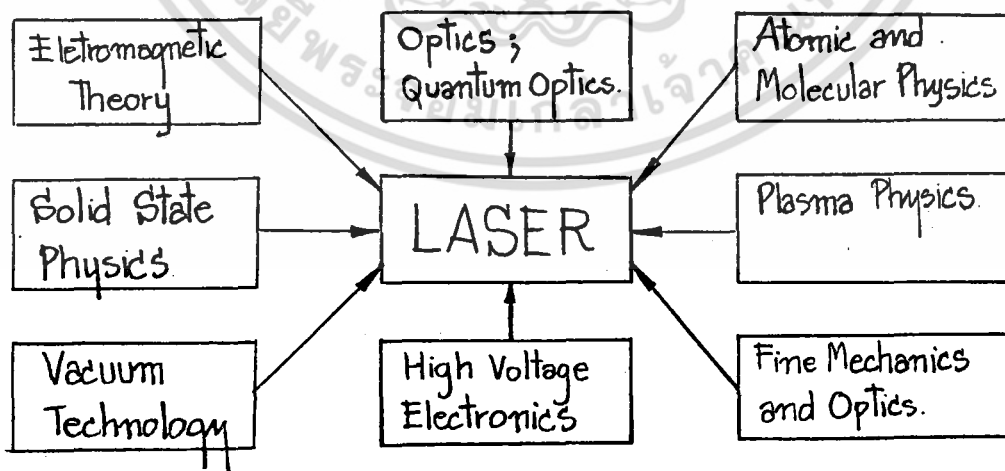 Eletromagnetic
Theory
Optics ;
Quantum Optics.
Atomic and
Molecular Physics
Solid State
Physics
LASER
Plasma Physics
Vacuum
Technology
High Voltage
Electronics
Fine Mechanics
and Optics.